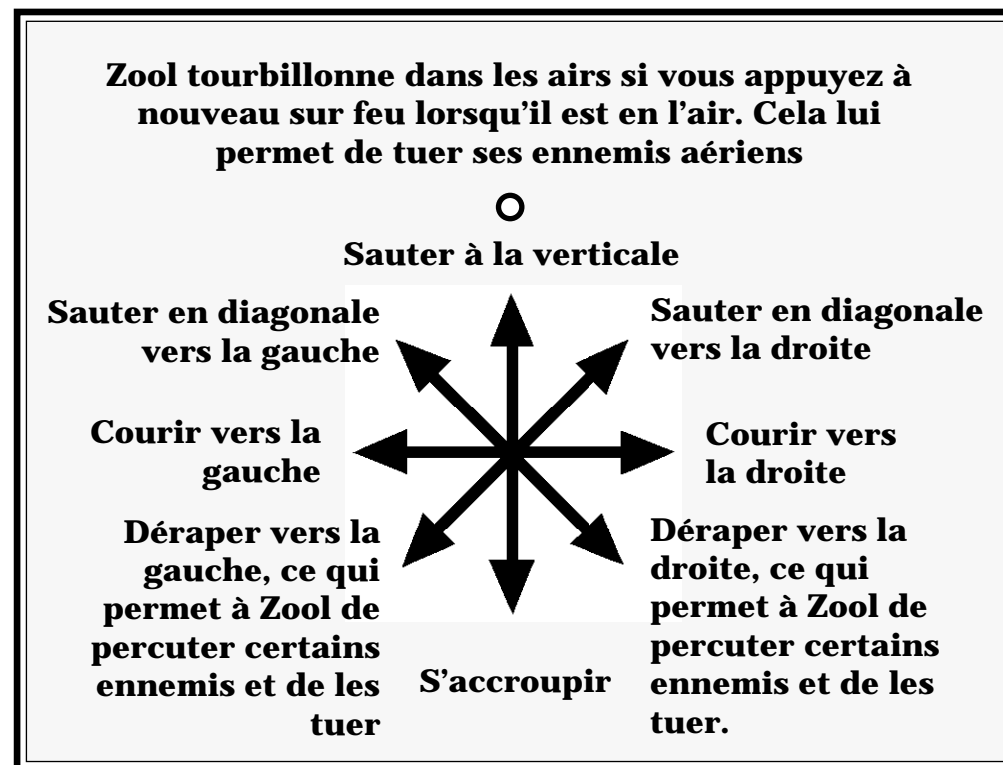 Zool tourbillonne dans les airs si vous appuyez à
nouveau sur feu lorsqu'il est en l'air. Cela lui
permet de tuer ses ennemis aériens
Sauter à la verticale
Sauter en diagonale
vers la gauche
Sauter en diagonale
vers la droite
Courir vers la
gauche
Courir vers
la droite
Déraper vers la
gauche, ce qui
permet à Zool de
percuter certains
ennemis et de les
tuer
S'accroupir
Déraper vers la
droite, ce qui
permet à Zool de
percuter certains
ennemis et de les
tuer.